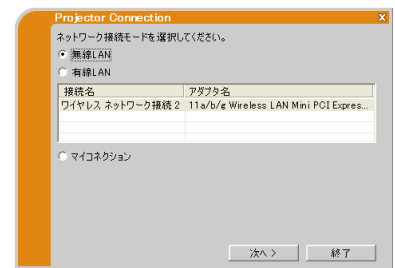 Projector Connection
ネットワーク接続モードを選択してください。
無線LAN
有線LAN
接続名 アダプタ名
ワイヤレス ネットワーク接続 2 11a/b/g Wireless LAN Mini PCI Expres...
マイコネクション
次へ > 終了